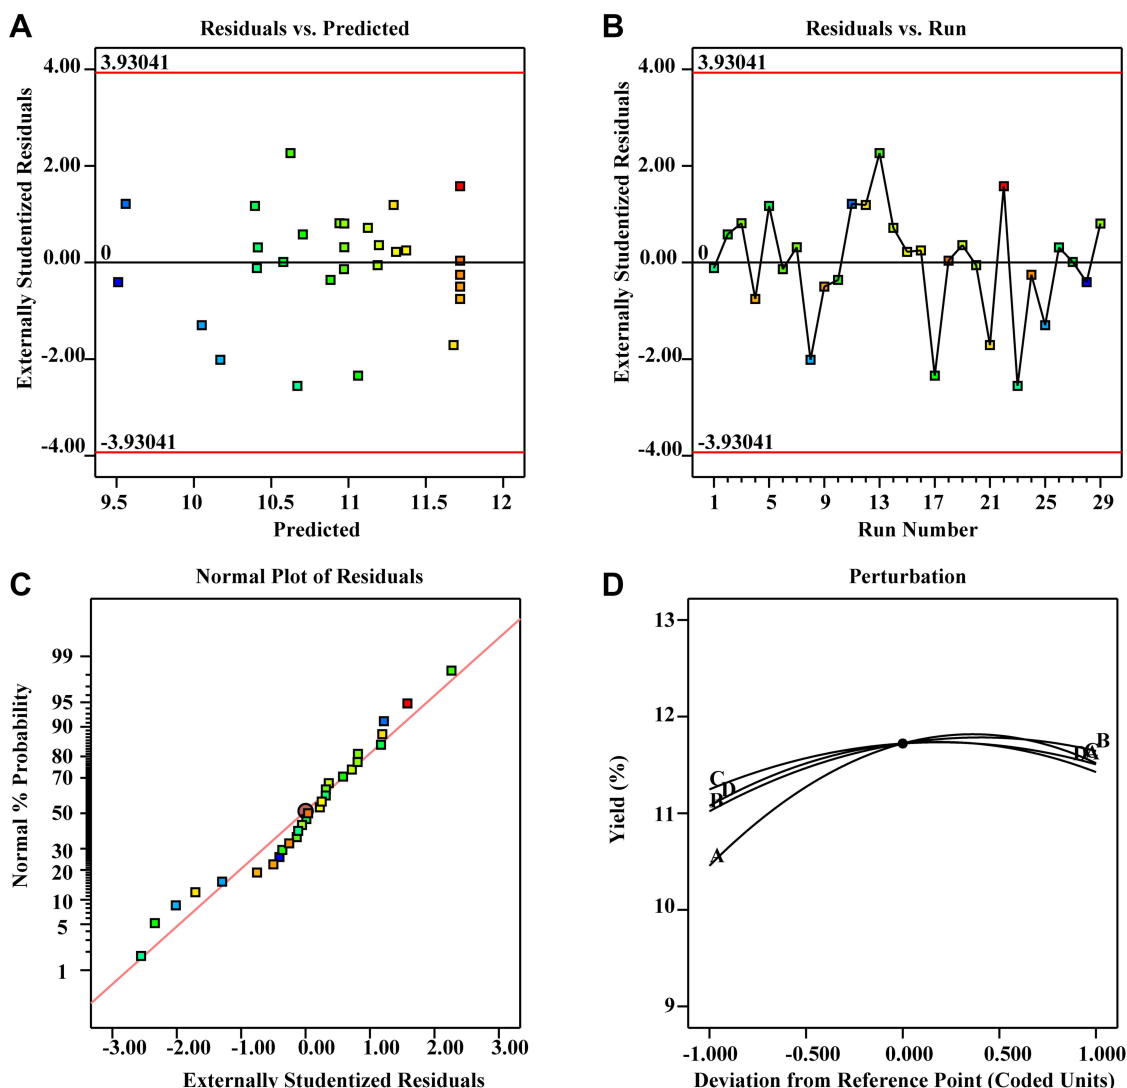 A
Residuals vs. Predicted
Externally Studentized Residuals
4.00
2.00
0.00
-2.00
-4.00
3.93041
0
-3.93041
9.5 10 10.5 11 11.5 12
Predicted
B
Residuals vs. Run
Externally Studentized Residuals
4.00
2.00
0.00
-2.00
-4.00
3.93041
0
-3.93041
1 5 9 13 17 21 25 29
Run Number
C
Normal Plot of Residuals
Normal % Probability
99
95
90
80
70
50
30
20
10
5
1
-3.00 -2.00 -1.00 0.00 1.00 2.00 3.00
Externally Studentized Residuals
D
Perturbation
Yield (%)
13
12
11
10
9
C
D
B
A
B
C
D
A
-1.000 -0.500 0.000 0.500 1.000
Deviation from Reference Point (Coded Units)